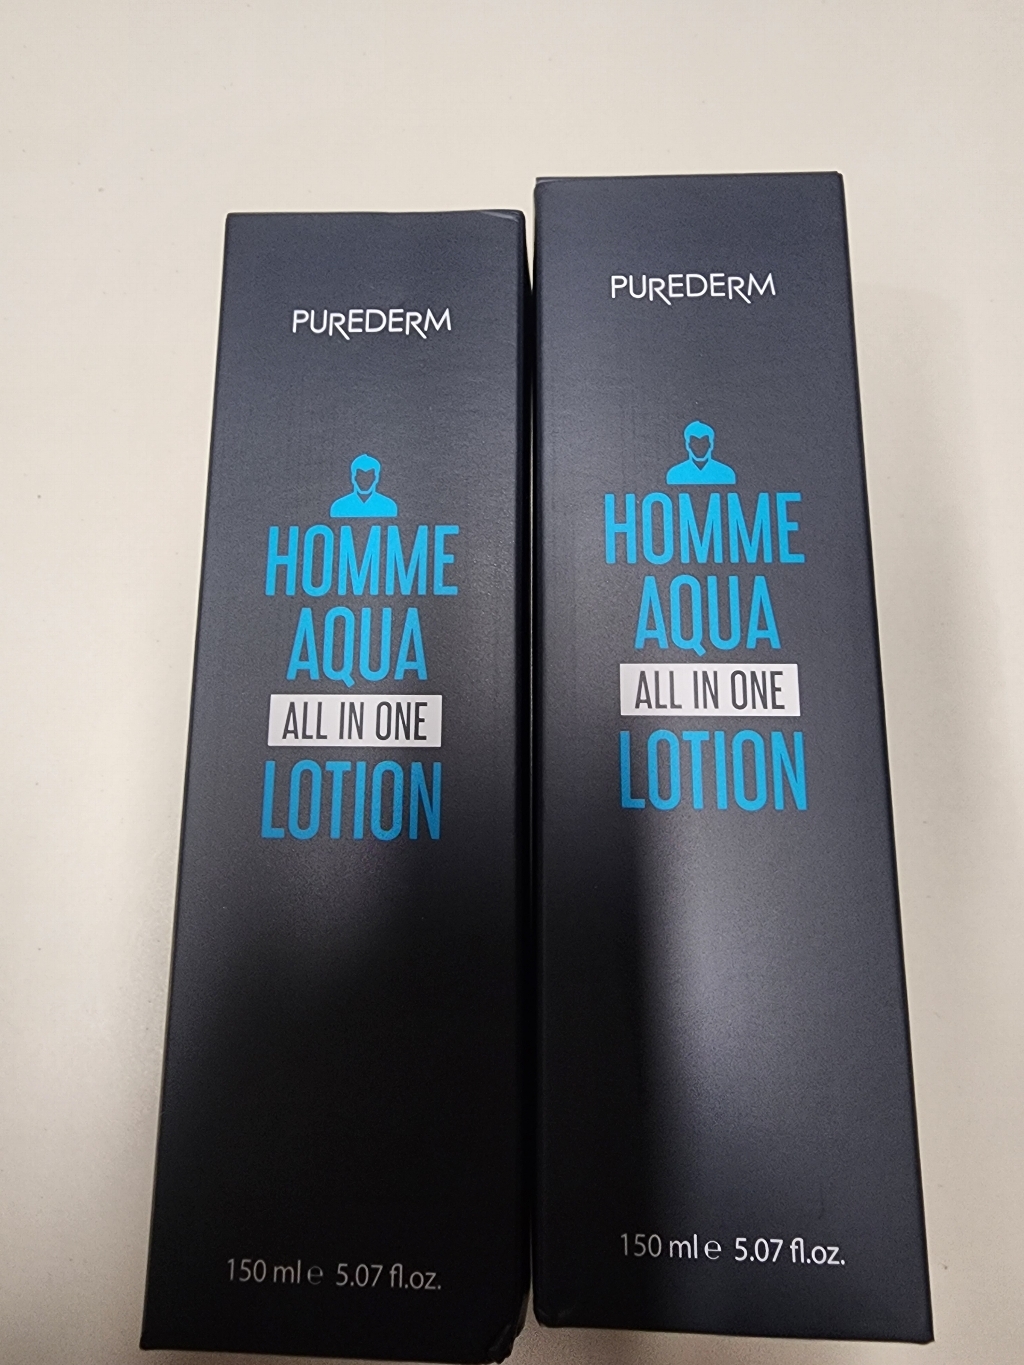 PUREDERM
HOMME
AQUA
ALL IN ONE
LOTION
150 ml ℮ 5.07 fl.oz.
PUREDERM
HOMME
AQUA
ALL IN ONE
LOTION
150 ml ℮ 5.07 fl.oz.